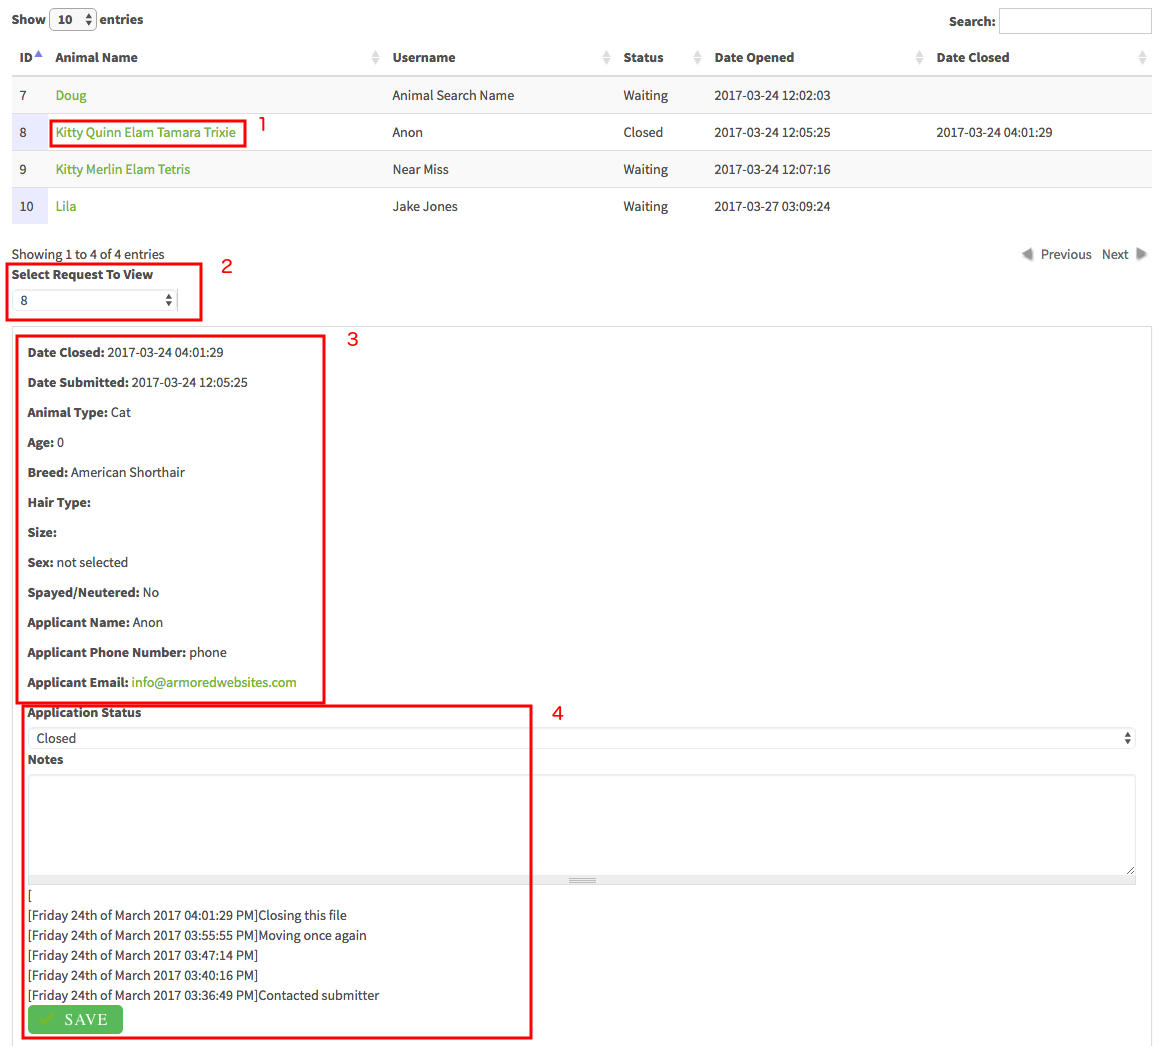 Show 10 entries Search:
ID Animal Name Username Status Date Opened Date Closed
7 Doug Animal Search Name Waiting 2017-03-24 12:02:03
8 Kitty Quinn Elam Tamara Trixie Anon Closed 2017-03-24 12:05:25 2017-03-24 04:01:29
1
9 Kitty Merlin Elam Tetris Near Miss Waiting 2017-03-24 12:07:16
10 Lila Jake Jones Waiting 2017-03-27 03:09:24
Showing 1 to 4 of 4 entries Previous Next
Select Request To View
2
8
3
Date Closed: 2017-03-24 04:01:29
Date Submitted: 2017-03-24 12:05:25
Animal Type: Cat
Age: 0
Breed: American Shorthair
Hair Type:
Size:
Sex: not selected
Spayed/Neutered: No
Applicant Name: Anon
Applicant Phone Number: phone
Applicant Email: info@armoredwebsites.com
Application Status
4
Closed
Notes
[
[Friday 24th of March 2017 04:01:29 PM]Closing this file
[Friday 24th of March 2017 03:55:55 PM]Moving once again
[Friday 24th of March 2017 03:47:14 PM]
[Friday 24th of March 2017 03:40:16 PM]
[Friday 24th of March 2017 03:36:49 PM]Contacted submitter
SAVE